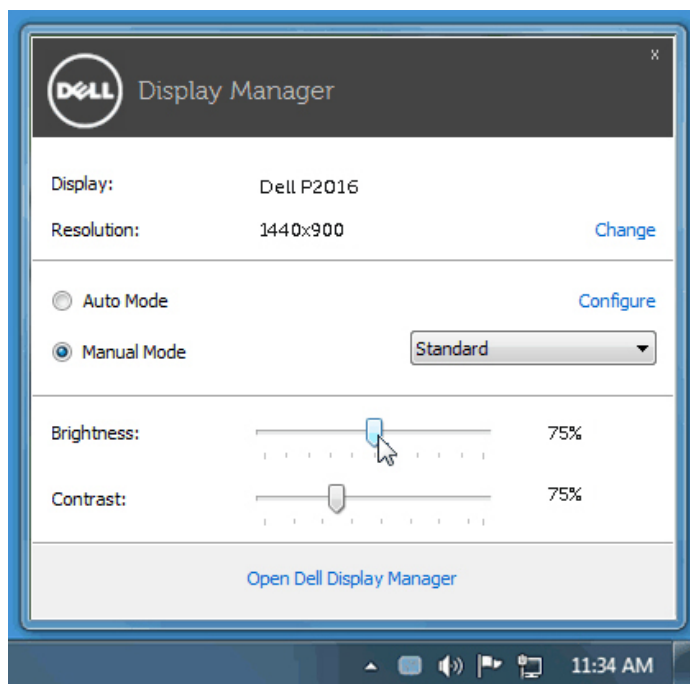 x
DELL Display Manager
Display: Dell P2016
Resolution: 1440x900 Change
Auto Mode Configure
Manual Mode Standard
Brightness: 75%
Contrast: 75%
Open Dell Display Manager
11:34 AM